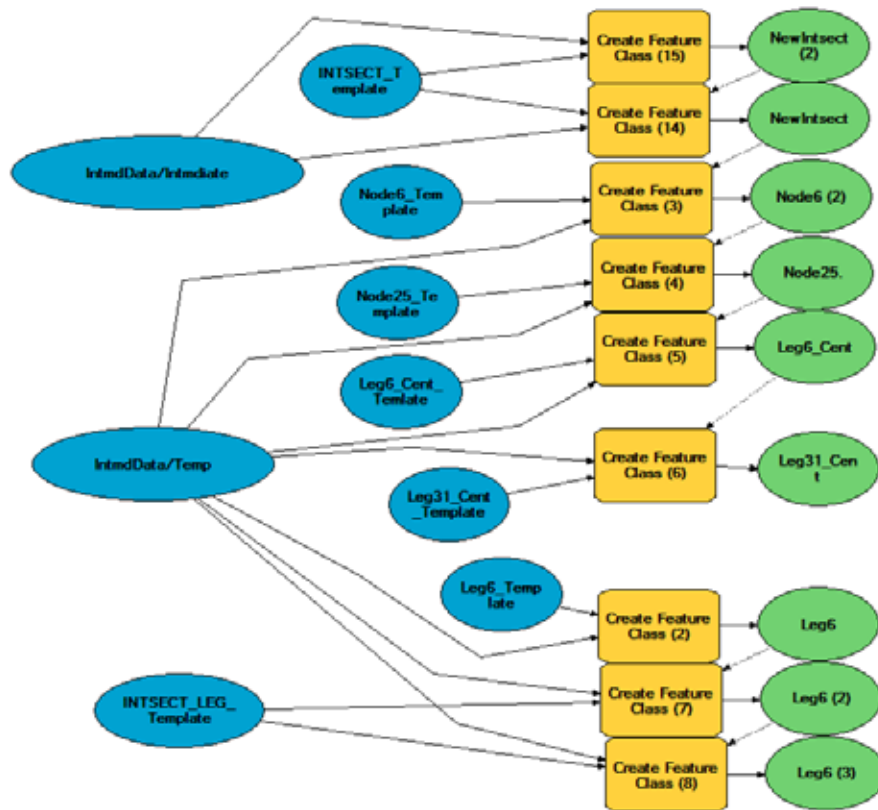 Create Feature
Class (15)
NewIntsect
(2)
INTSECT_T
emplate
Create Feature
Class (14)
NewIntsect
IntmdData/Intmdiate
Node6_Tem
plate
Create Feature
Class (3)
Node6 (2)
Node25_Te
mplate
Create Feature
Class (4)
Node25.
Create Feature
Class (5)
Leg6_Cent
Leg6_Cent_
Temlate
IntmdData/Temp
Create Feature
Class (6)
Leg31_Cen
t
Leg31_Cent
_Template
Leg6_Temp
late
Create Feature
Class (2)
Leg6
INTSECT_LEG_
Template
Create Feature
Class (7)
Leg6 (2)
Create Feature
Class (8)
Leg6 (3)